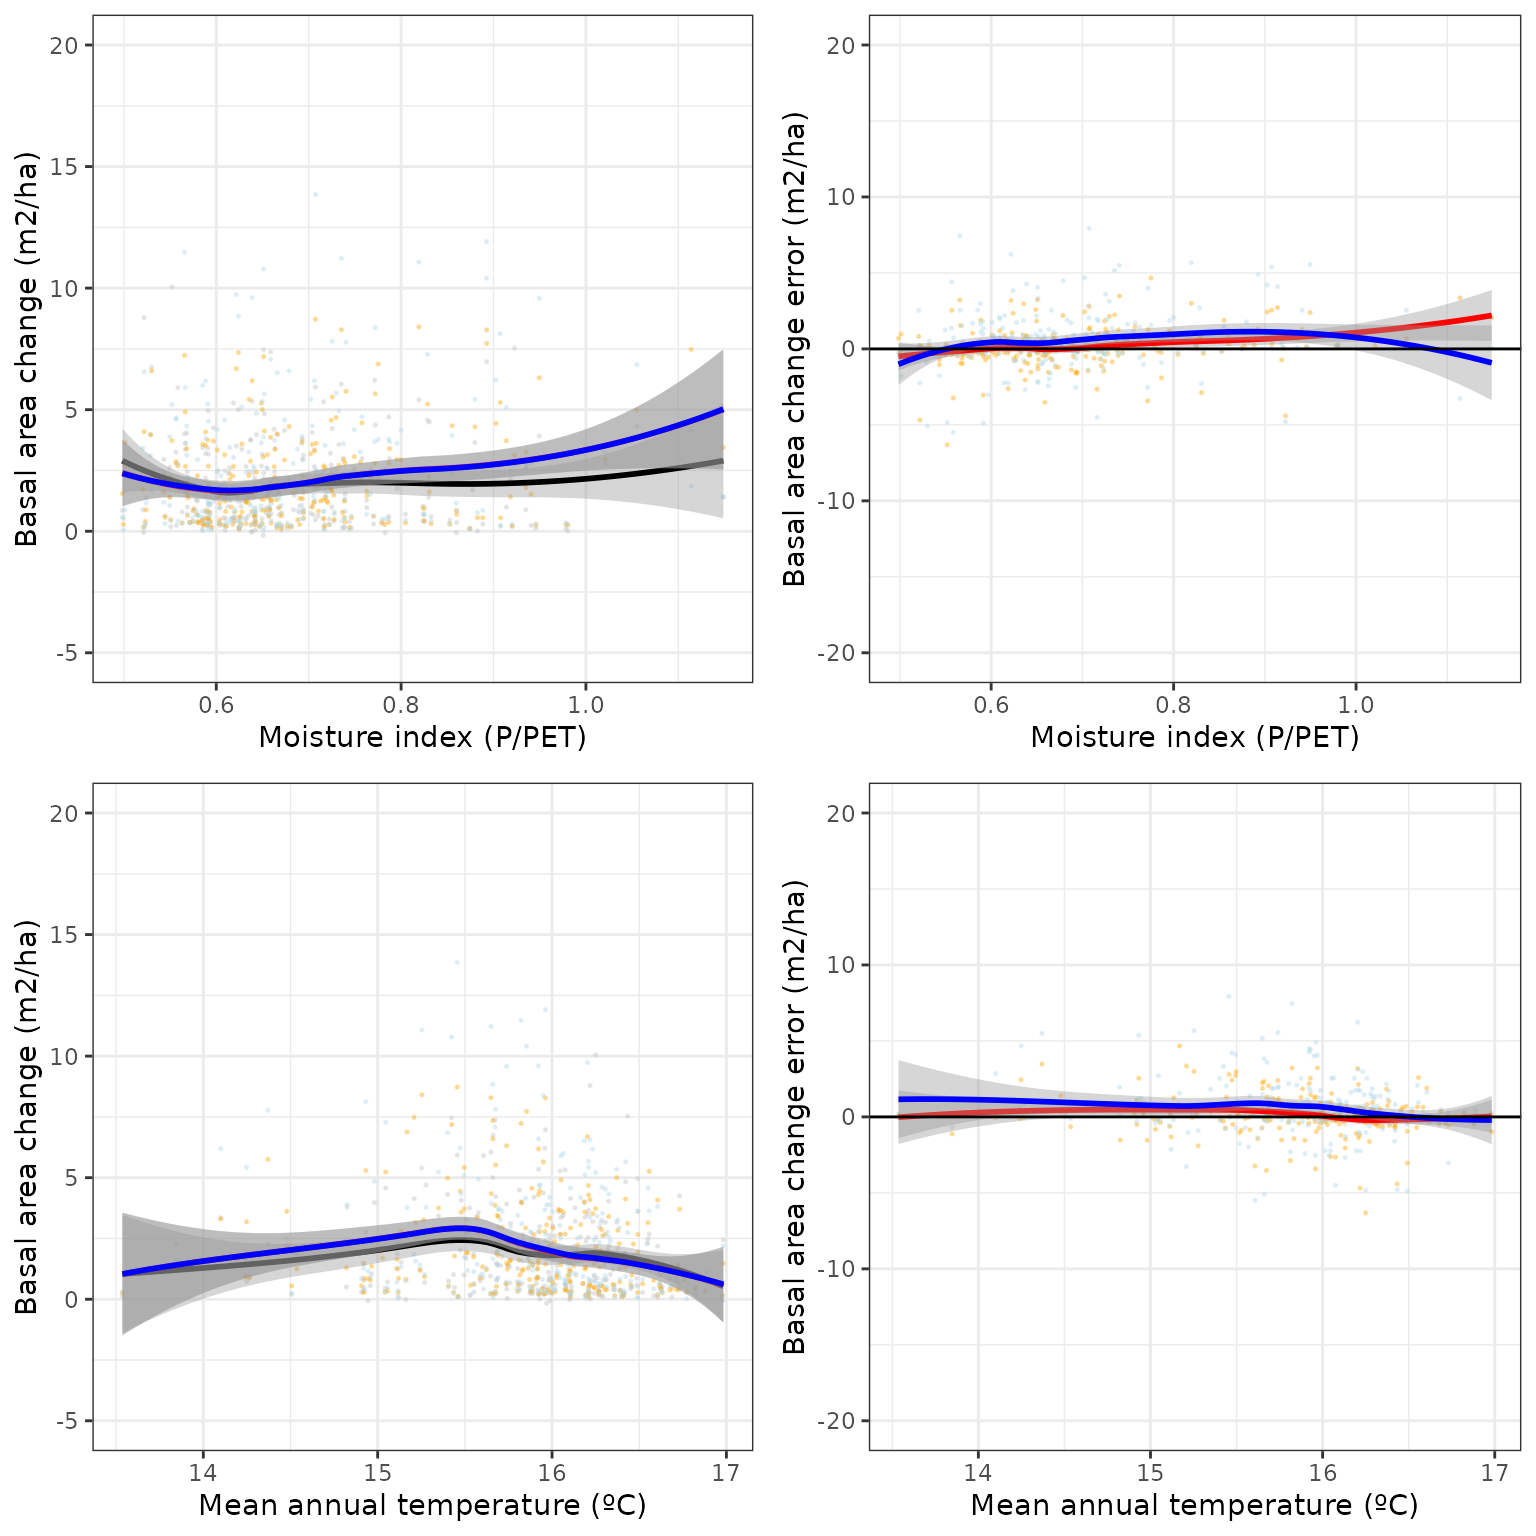 20
15
10
5
0
-5
Basal area change (m2/ha)
0.6 0.8 1.0
Moisture index (P/PET)
20
10
0
-10
-20
Basal area change error (m2/ha)
0.6 0.8 1.0
Moisture index (P/PET)
20
15
10
5
0
-5
Basal area change (m2/ha)
14 15 16 17
Mean annual temperature (ºC)
20
10
0
-10
-20
Basal area change error (m2/ha)
14 15 16 17
Mean annual temperature (ºC)